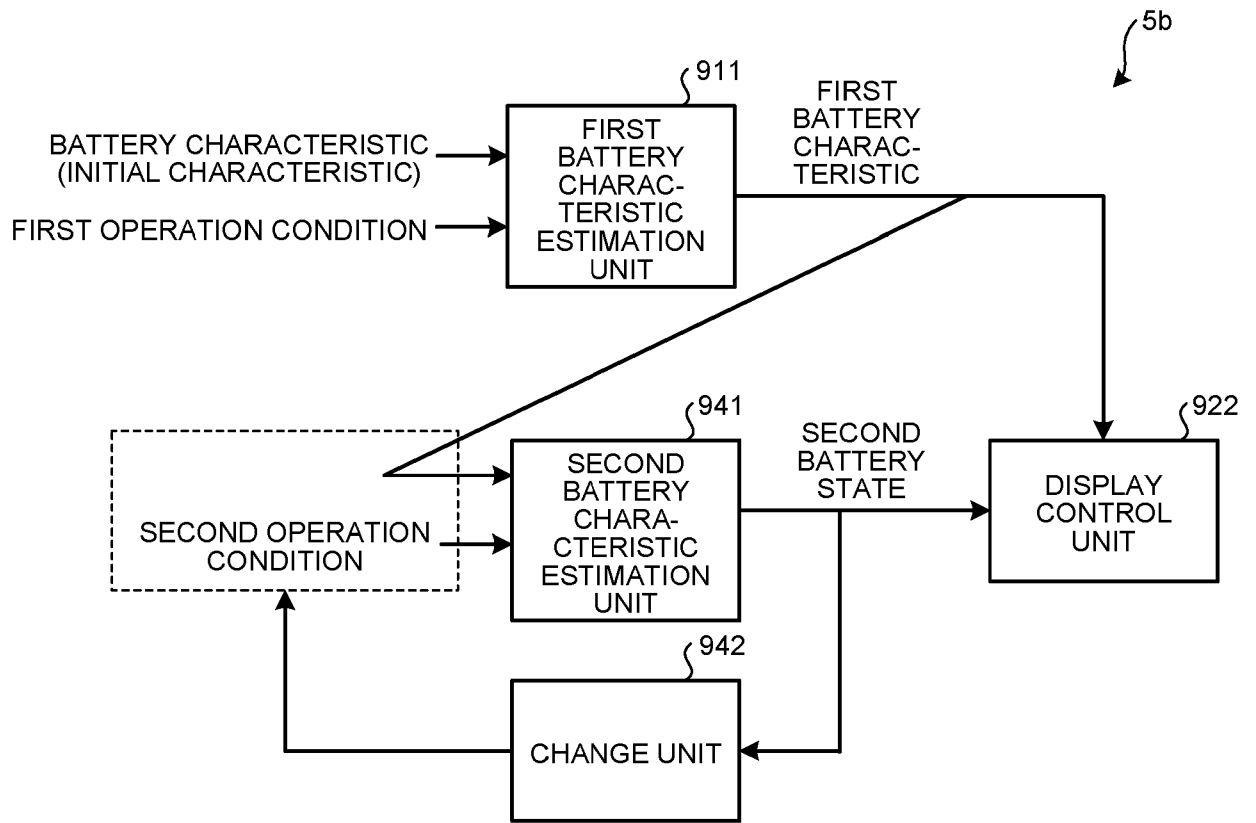 5b
911
BATTERY CHARACTERISTIC
(INITIAL CHARACTERISTIC)
FIRST OPERATION CONDITION
FIRST
BATTERY
CHARAC-
TERISTIC
ESTIMATION
UNIT
FIRST
BATTERY
CHARAC-
TERISTIC
941
922
SECOND OPERATION
CONDITION
SECOND
BATTERY
CHARA-
CTERISTIC
ESTIMATION
UNIT
SECOND
BATTERY
STATE
DISPLAY
CONTROL
UNIT
942
CHANGE UNIT